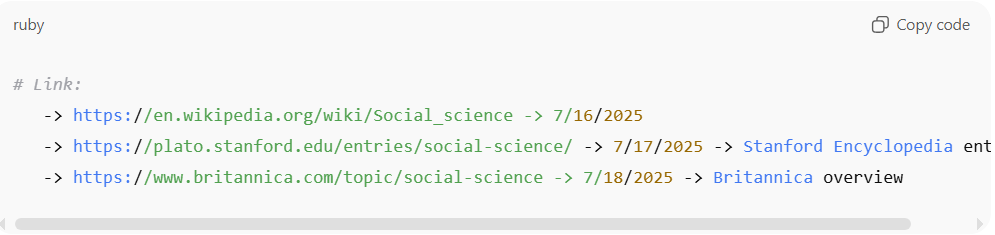 ruby
Copy code
# Link:
-> https://en.wikipedia.org/wiki/Social_science -> 7/16/2025
-> https://plato.stanford.edu/entries/social-science/ -> 7/17/2025 -> Stanford Encyclopedia ent
-> https://www.britannica.com/topic/social-science -> 7/18/2025 -> Britannica overview